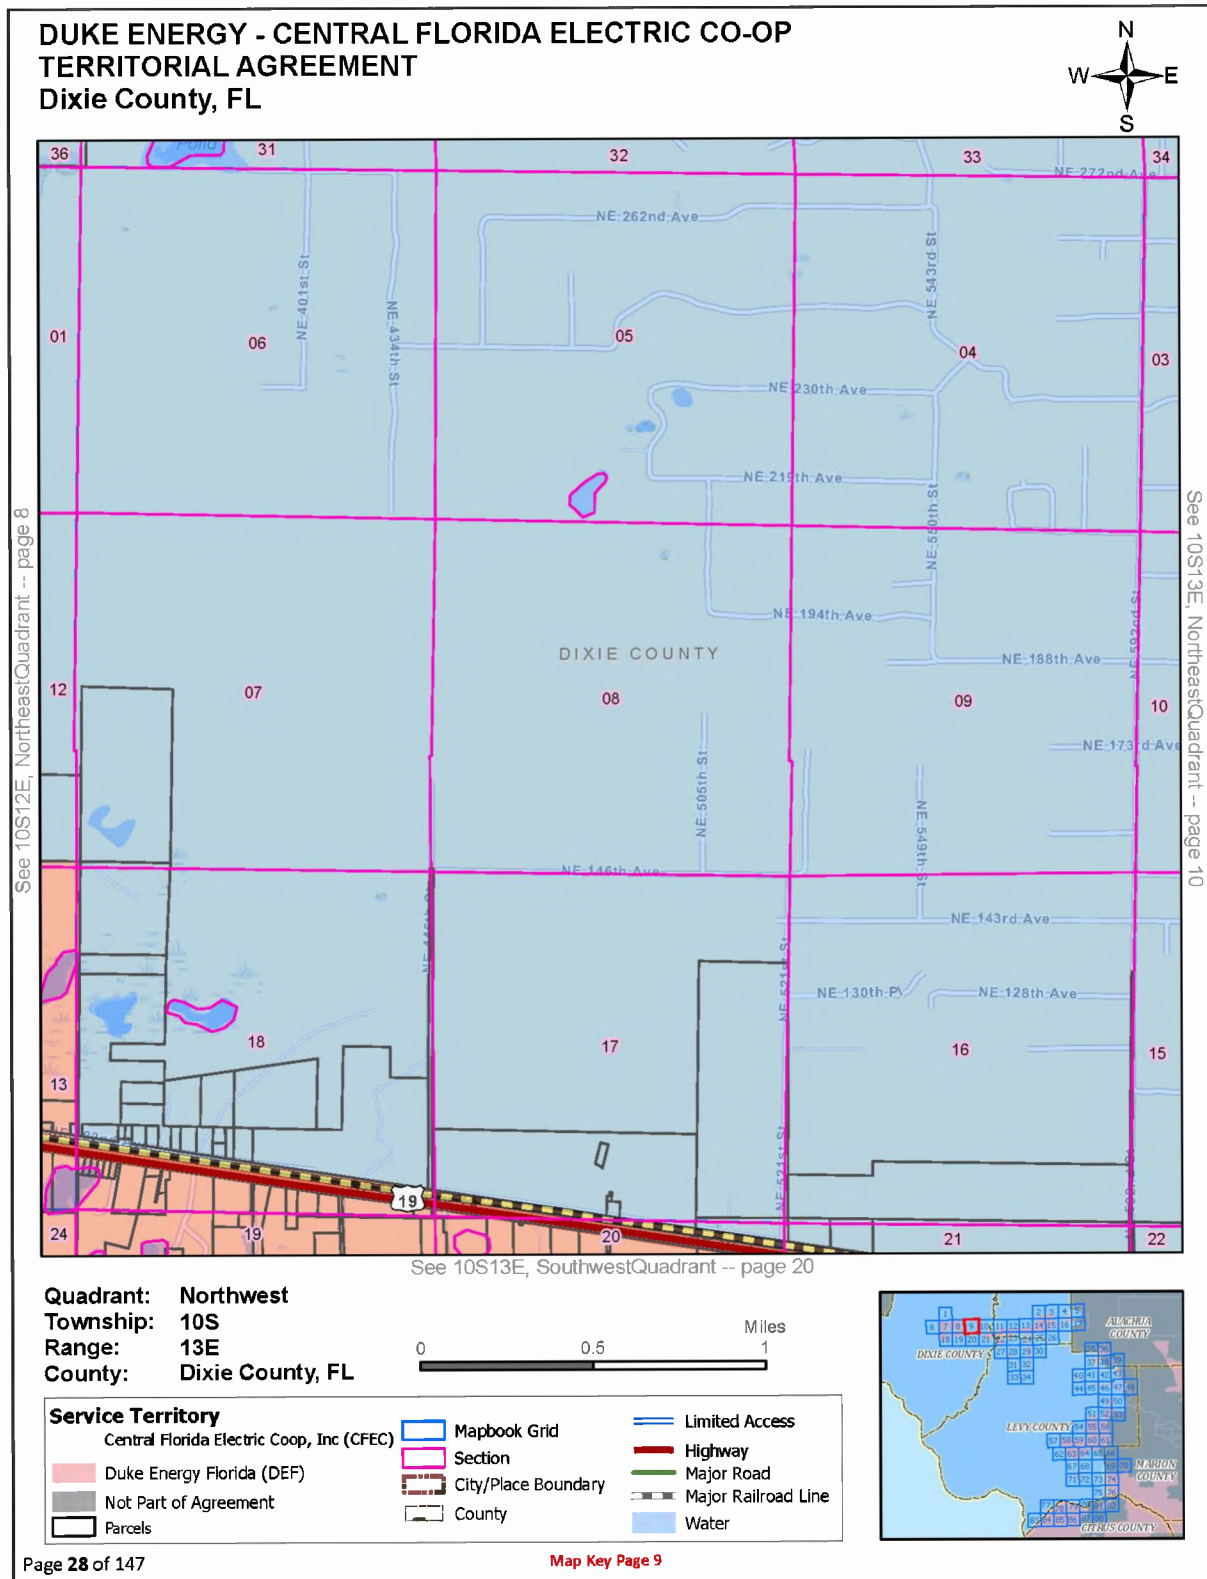 DUKE ENERGY - CENTRAL FLORIDA ELECTRIC CO-OP
TERRITORIAL AGREEMENT
Dixie County, FL
N
W E
S
36 Pond 31 32 33 34
NE 272nd Ave
NE 262nd Ave
NE 401st St
NE 434th St
NE 543rd St
01 06 05 04 03
NE 230th Ave
NE 219th Ave
NE 550th St
NE 194th Ave
NE 592nd St
DIXIE COUNTY
NE 188th Ave
12 07 08 09 10
NE 173rd Ave
NE 505th St
NE 549th St
NE 146th Ave
NE 446th St
NE 143rd Ave
NE 521st St
NE 130th Pl
NE 128th Ave
18 17 16 15
13
NE 521st St
19
24 19 20 21 22
See 10S12E, NortheastQuadrant -- page 8
See 10S13E, NortheastQuadrant -- page 10
See 10S13E, SouthwestQuadrant -- page 20
Quadrant: Northwest
Township: 10S
Range: 13E
County: Dixie County, FL
Miles
0 0.5 1
Service Territory
Central Florida Electric Coop, Inc (CFEC)
Duke Energy Florida (DEF)
Not Part of Agreement
Parcels
Mapbook Grid
Section
City/Place Boundary
County
Limited Access
Highway
Major Road
Major Railroad Line
Water
ALACHUA COUNTY
DIXIE COUNTY
LEVY COUNTY
MARION COUNTY
CITRUS COUNTY
Page 28 of 147
Map Key Page 9